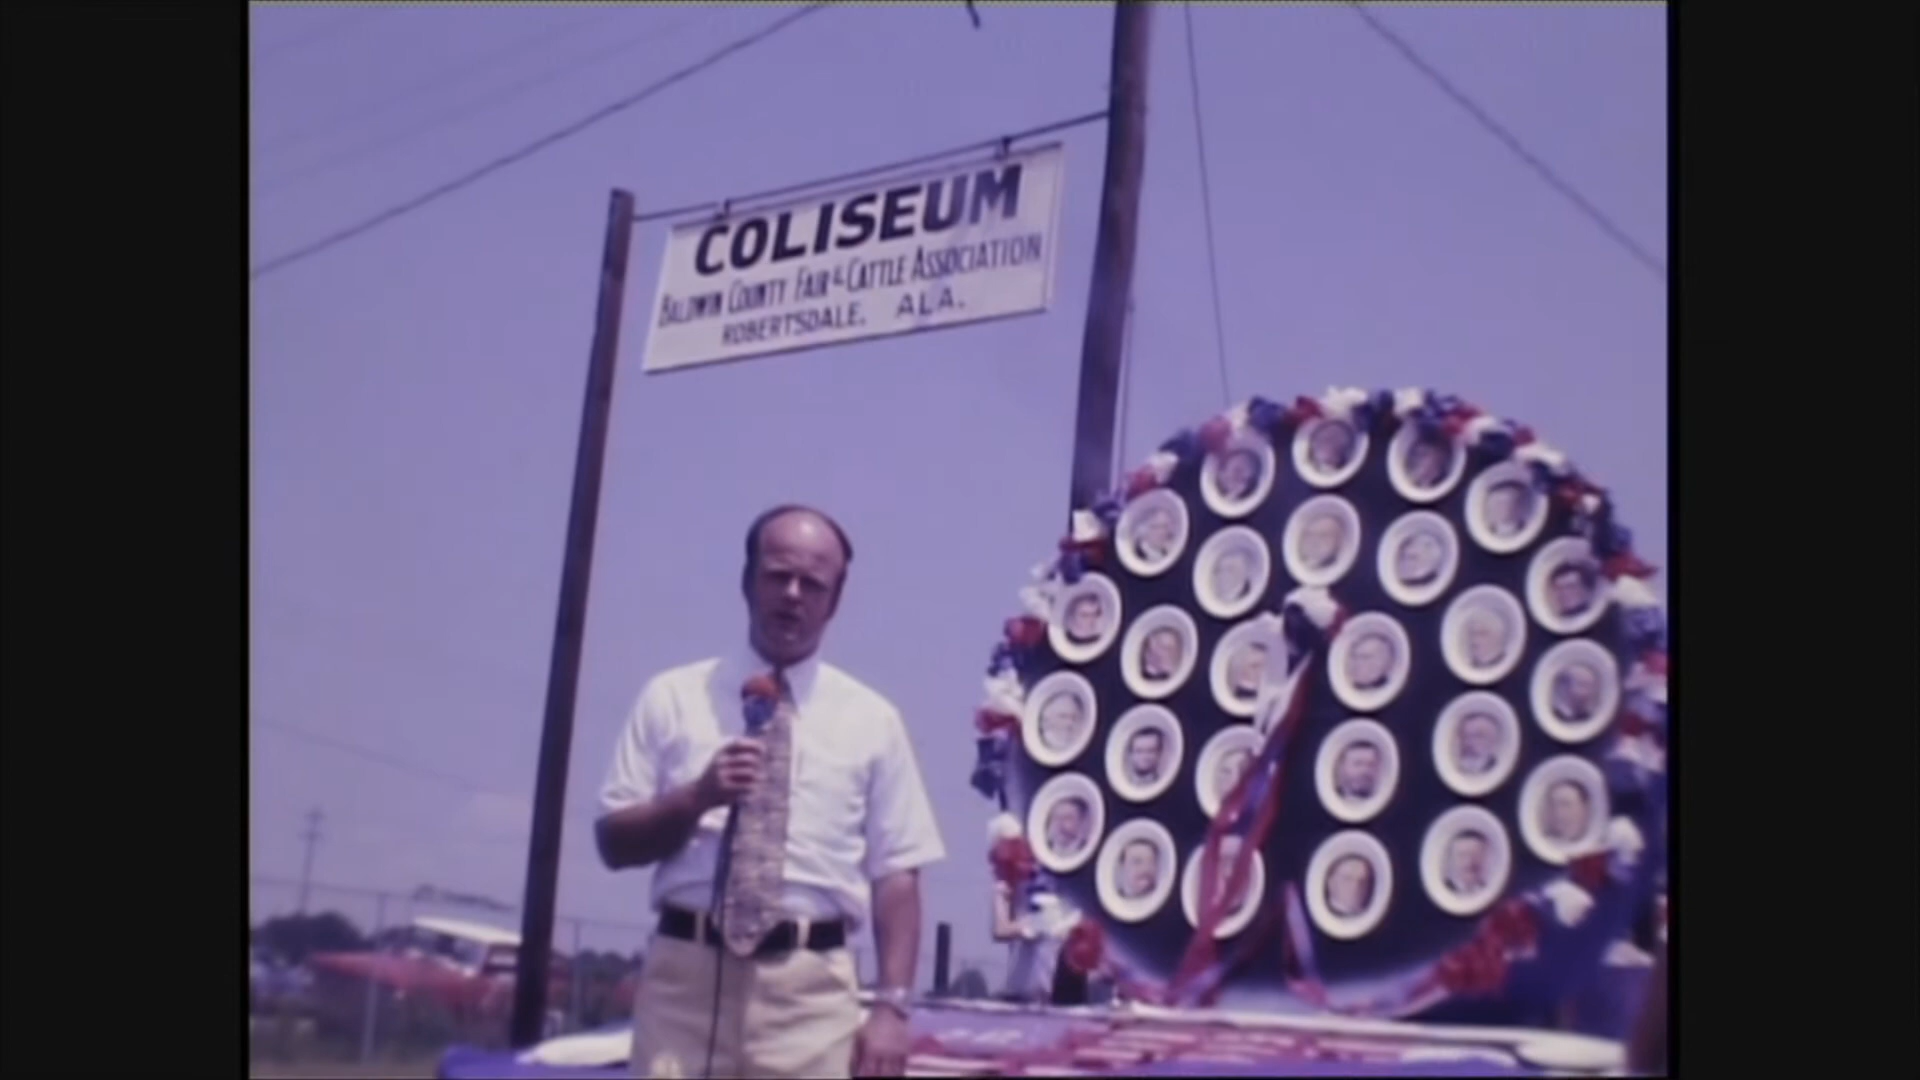 COLISEUM
BALDWIN COUNTY FAIR & CATTLE ASSOCIATION
ROBERTSDALE, ALA.